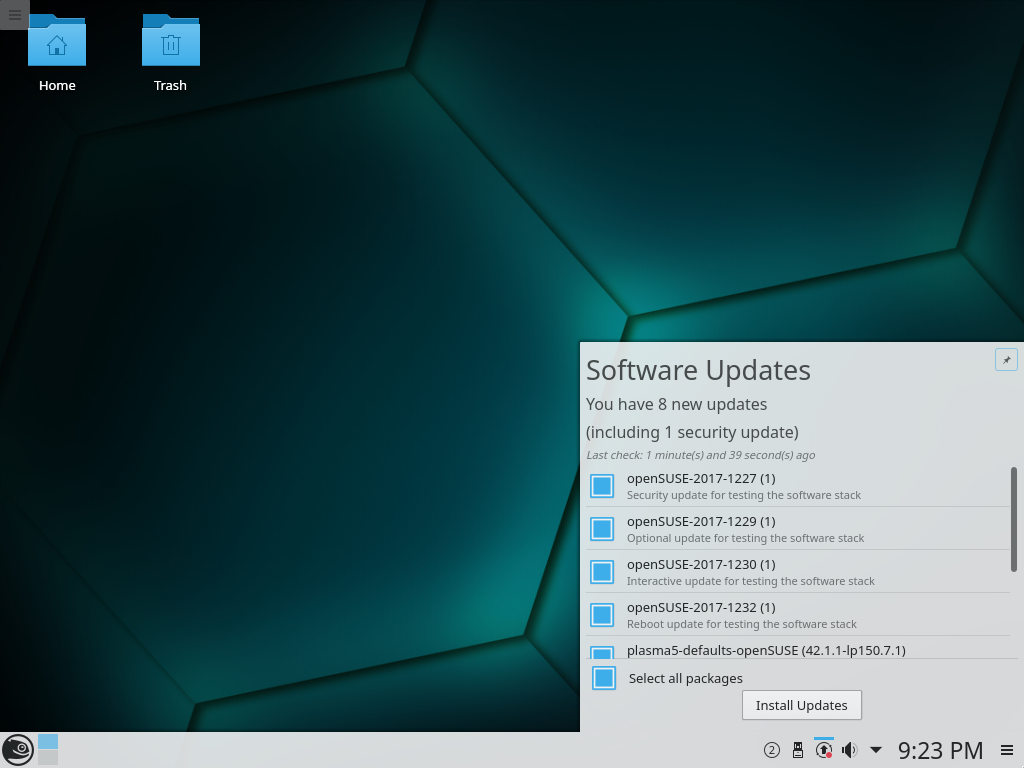 Home
Trash
Software Updates
You have 8 new updates
(including 1 security update)
Last check: 1 minute(s) and 39 second(s) ago
openSUSE-2017-1227 (1)
Security update for testing the software stack
openSUSE-2017-1229 (1)
Optional update for testing the software stack
openSUSE-2017-1230 (1)
Interactive update for testing the software stack
openSUSE-2017-1232 (1)
Reboot update for testing the software stack
plasma5-defaults-openSUSE (42.1.1-lp150.7.1)
Select all packages
Install Updates
2
9:23 PM